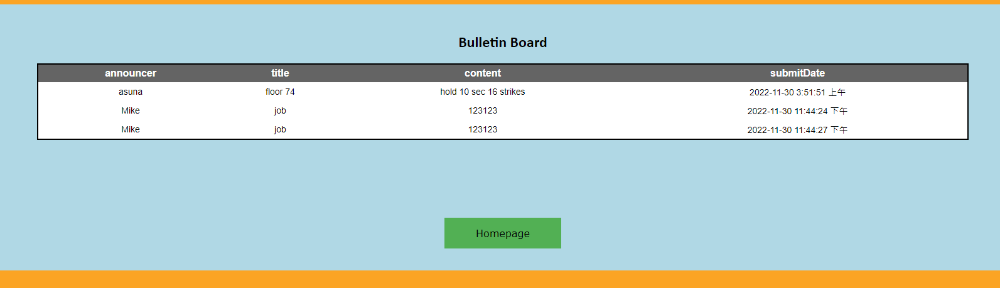 Bulletin Board
announcer title content submitDate
asuna floor 74 hold 10 sec 16 strikes 2022-11-30 3:51:51 上午
Mike job 123123 2022-11-30 11:44:24 下午
Mike job 123123 2022-11-30 11:44:27 下午
Homepage